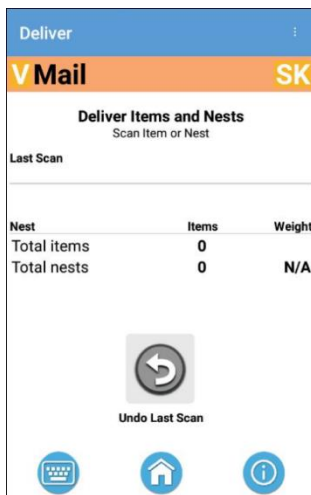 Deliver
V Mail SK
Deliver Items and Nests
Scan Item or Nest
Last Scan
Nest Items Weight
Total items 0
Total nests 0 N/A
Undo Last Scan